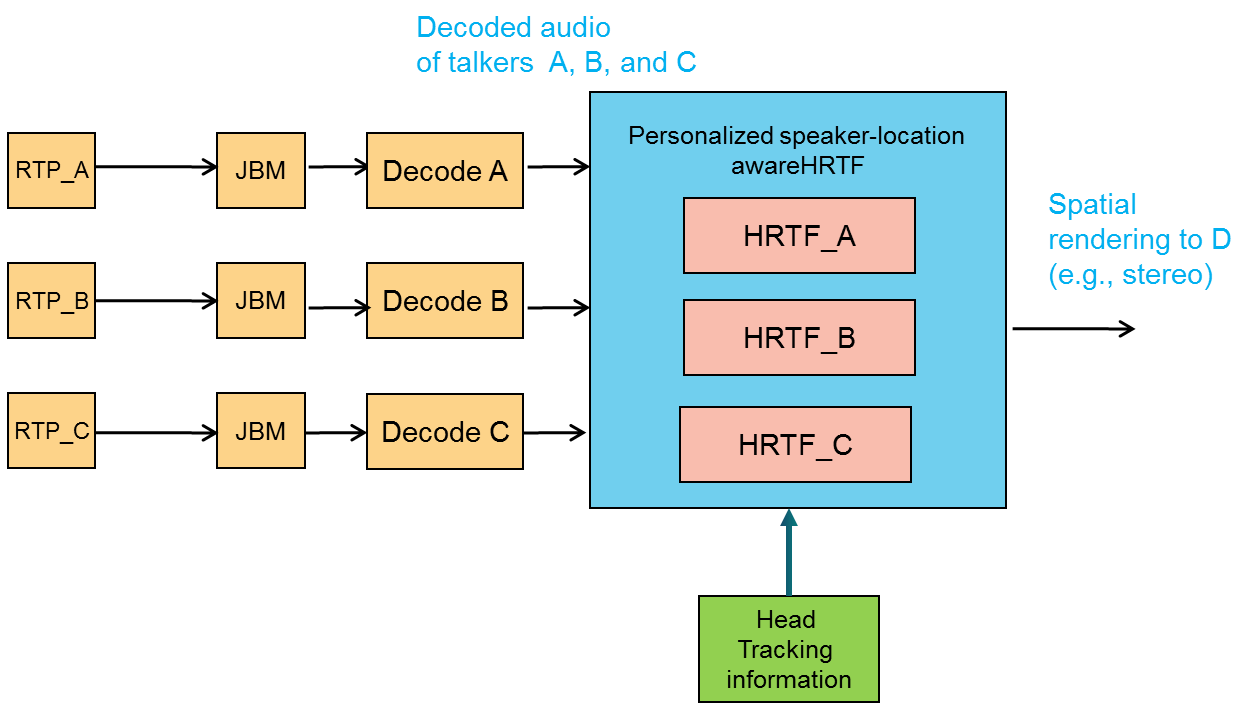 Decoded audio
of talkers A, B, and C
RTP_A
JBM
Decode A
RTP_B
JBM
Decode B
RTP_C
JBM
Decode C
Personalized speaker-location
awareHRTF
HRTF_A
HRTF_B
HRTF_C
Spatial
rendering to D
(e.g., stereo)
Head
Tracking
information